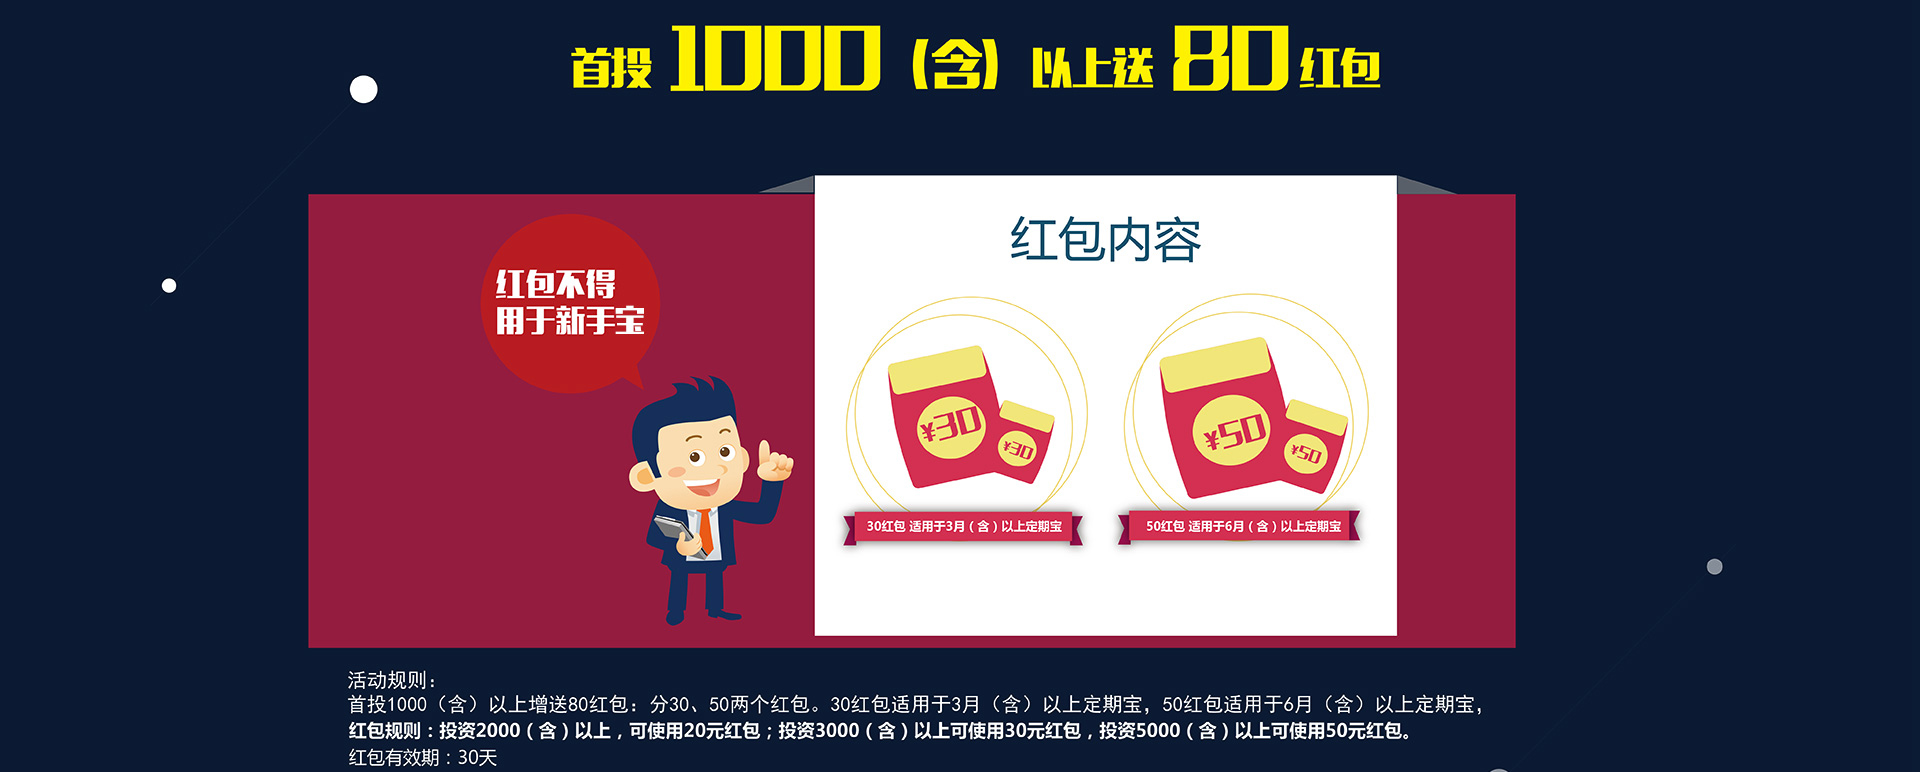 首投1000（含）以上送80红包
红包不得
用于新手宝
红包内容
¥30
¥30
¥50
¥50
30红包 适用于3月（含）以上定期宝
50红包 适用于6月（含）以上定期宝
活动规则：
首投1000（含）以上增送80红包：分30、50两个红包。30红包适用于3月（含）以上定期宝，50红包适用于6月（含）以上定期宝，
红包规则：投资2000（含）以上，可使用20元红包；投资3000（含）以上可使用30元红包，投资5000（含）以上可使用50元红包。
红包有效期：30天